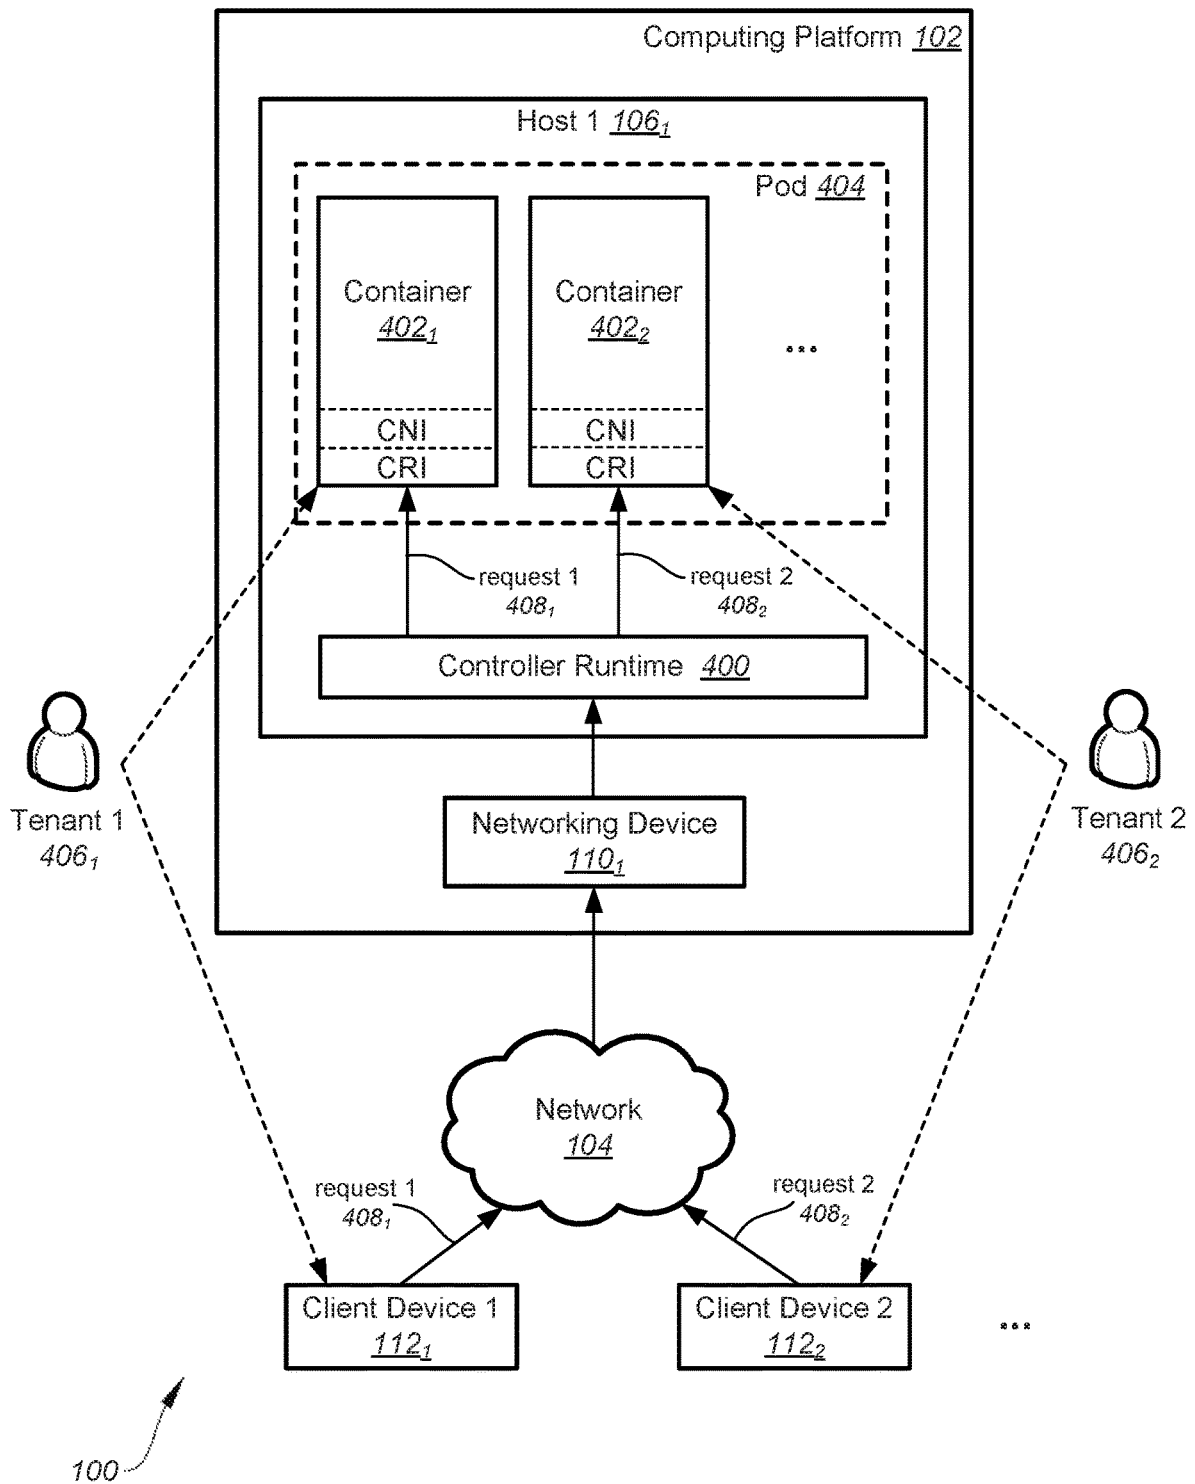 Computing Platform 102
Host 1 106₁
Pod 404
Container
402₁
Container
402₂
...
CNI
CNI
CRI
CRI
request 1
408₁
request 2
408₂
Controller Runtime 400
Tenant 1
406₁
Networking Device
110₁
Tenant 2
406₂
Network
104
request 1
408₁
request 2
408₂
Client Device 1
112₁
Client Device 2
112₂
...
100